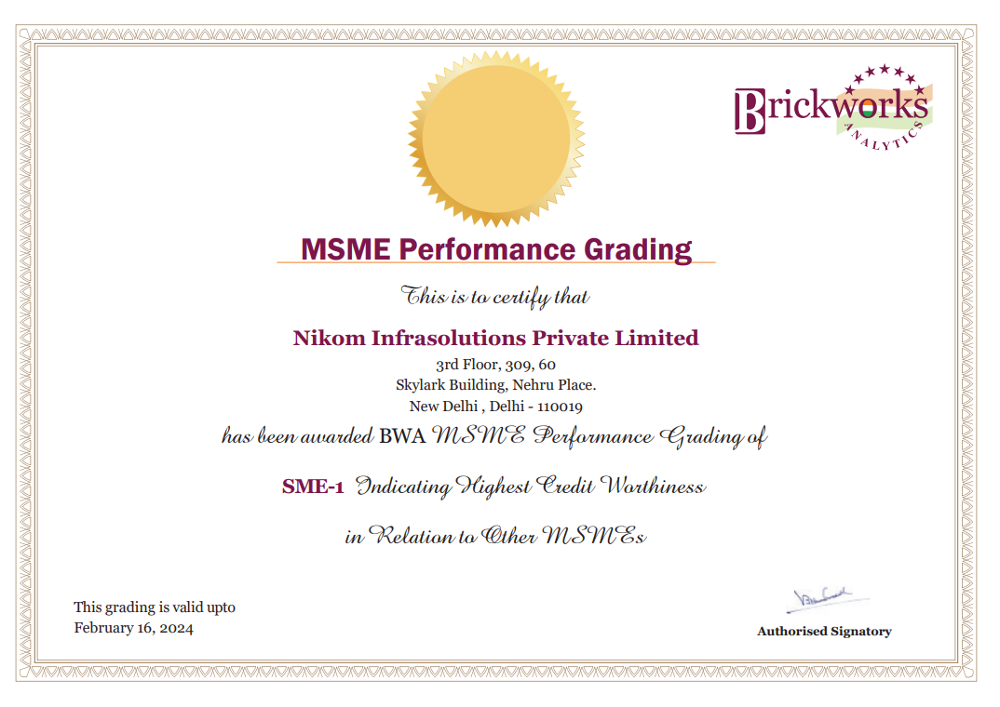 Brickworks
ANALYTICS
MSME Performance Grading
This is to certify that
Nikom Infrasolutions Private Limited
3rd Floor, 309, 60
Skylark Building, Nehru Place.
New Delhi , Delhi - 110019
has been awarded BWA MSME Performance Grading of
SME-1 Indicating Highest Credit Worthiness
in Relation to Other MSMEs
This grading is valid upto
February 16, 2024
Authorised Signatory